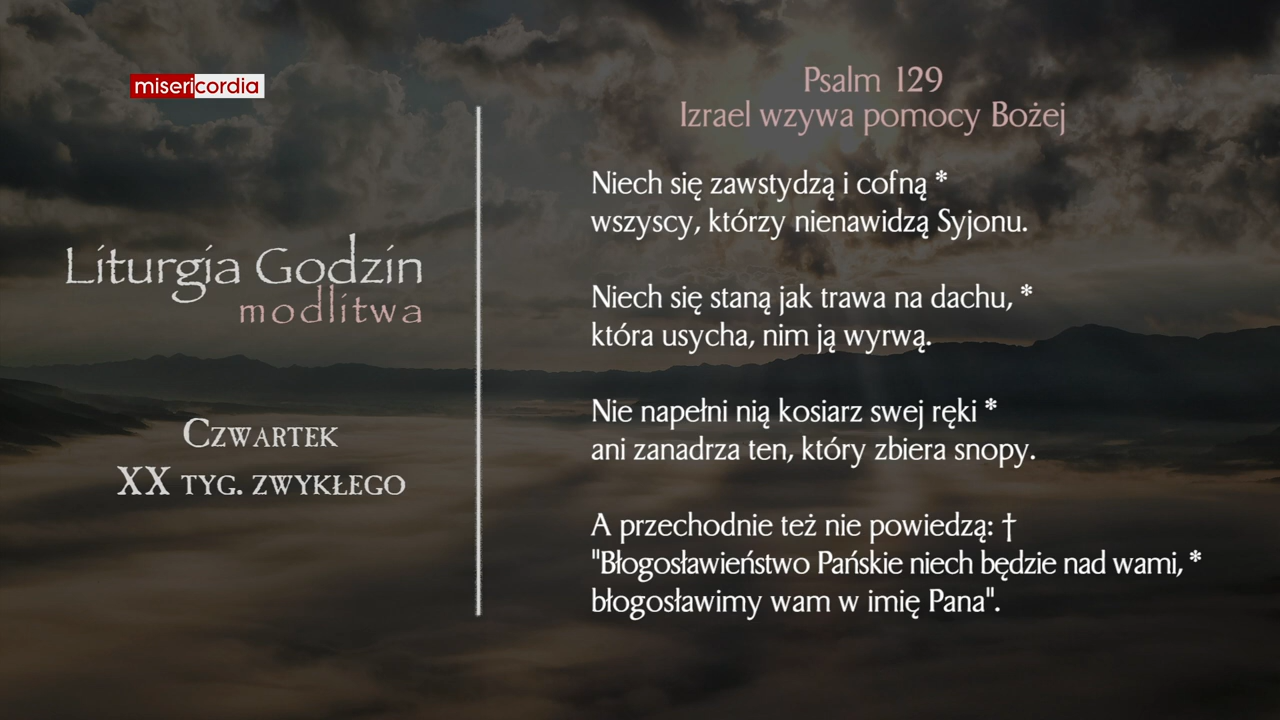 misericordia
Liturgia Godzin
modlitwa
Czwartek
XX tyg. zwykłego
Psalm 129
Izrael wzywa pomocy Bożej
Niech się zawstydzą i cofną *
wszyscy, którzy nienawidzą Syjonu.
Niech się staną jak trawa na dachu, *
która usycha, nim ją wyrwą.
Nie napełni nią kosiarz swej ręki *
ani zanadrza ten, który zbiera snopy.
A przechodnie też nie powiedzą: †
"Błogosławieństwo Pańskie niech będzie nad wami, *
błogosławimy wam w imię Pana".